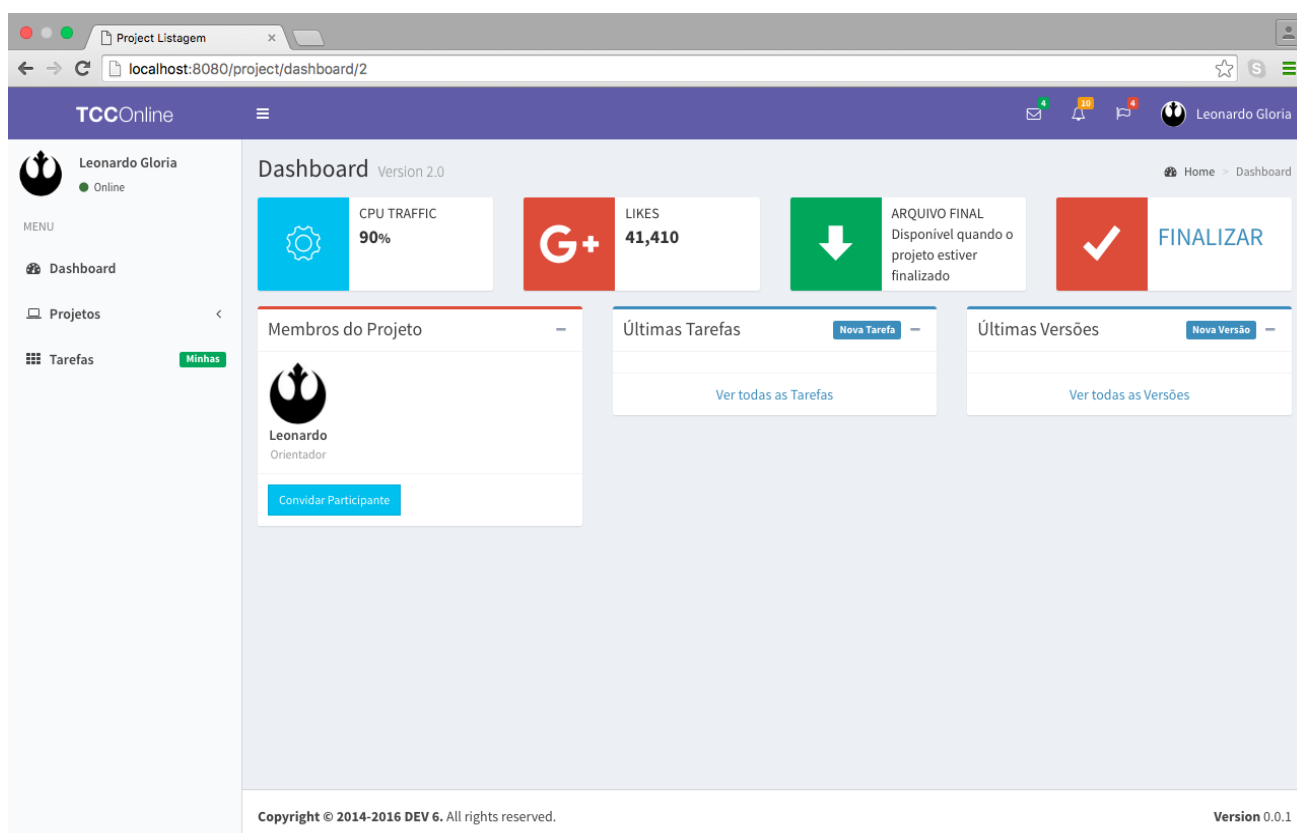 Project Listagem
localhost:8080/project/dashboard/2
TCCOnline
4
10
4
Leonardo Gloria
Leonardo Gloria
Online
MENU
Dashboard
Projetos
Tarefas Minhas
Dashboard Version 2.0
Home > Dashboard
CPU TRAFFIC
90%
G+
LIKES
41,410
ARQUIVO FINAL
Disponível quando o
projeto estiver
finalizado
FINALIZAR
Membros do Projeto
Leonardo
Orientador
Convidar Participante
Últimas Tarefas Nova Tarefa
Ver todas as Tarefas
Últimas Versões Nova Versão
Ver todas as Versões
Copyright © 2014-2016 DEV 6. All rights reserved.
Version 0.0.1